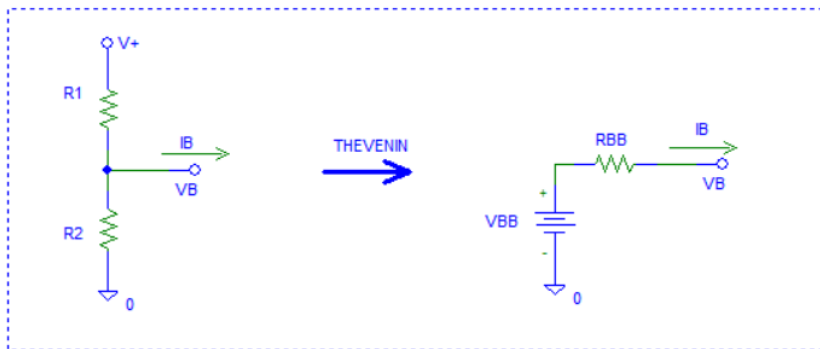 V+
R1
IB
VB
R2
0
THEVENIN
RBB
IB
VB
+
VBB
-
0